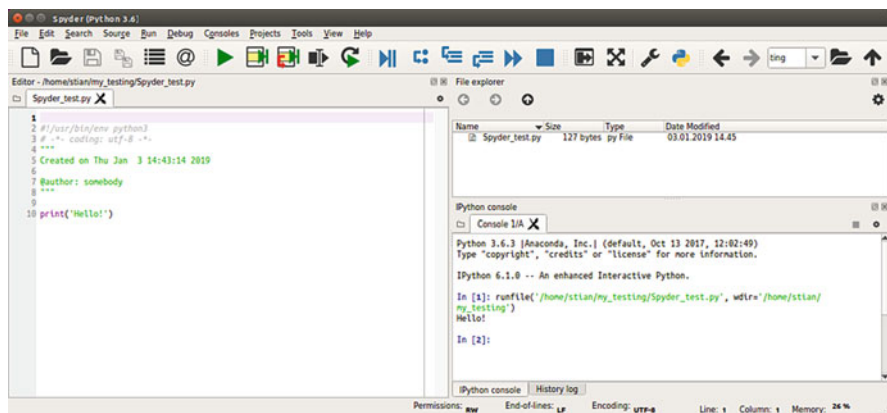 Spyder (Python 3.6)
File Edit Search Source Run Debug Consoles Projects Tools View Help
ting
Editor - /home/stian/my_testing/Spyder_test.py
Spyder_test.py
1
2 #!/usr/bin/env python3
3 # -*- coding: utf-8 -*-
4 """
5 Created on Thu Jan  3 14:43:14 2019
6
7 @author: somebody
8 """
9
10 print('Hello!')
File explorer
Name Size Type Date Modified
Spyder_test.py 127 bytes py File 03.01.2019 14.45
IPython console
Console 1/A
Python 3.6.3 |Anaconda, Inc.| (default, Oct 13 2017, 12:02:49)
Type "copyright", "credits" or "license" for more information.
IPython 6.1.0 -- An enhanced Interactive Python.
In [1]: runfile('/home/stian/my_testing/Spyder_test.py', wdir='/home/stian/
my_testing')
Hello!
In [2]:
IPython console History log
Permissions: RW End-of-lines: LF Encoding: UTF-8 Line: 1 Column: 1 Memory: 26 %